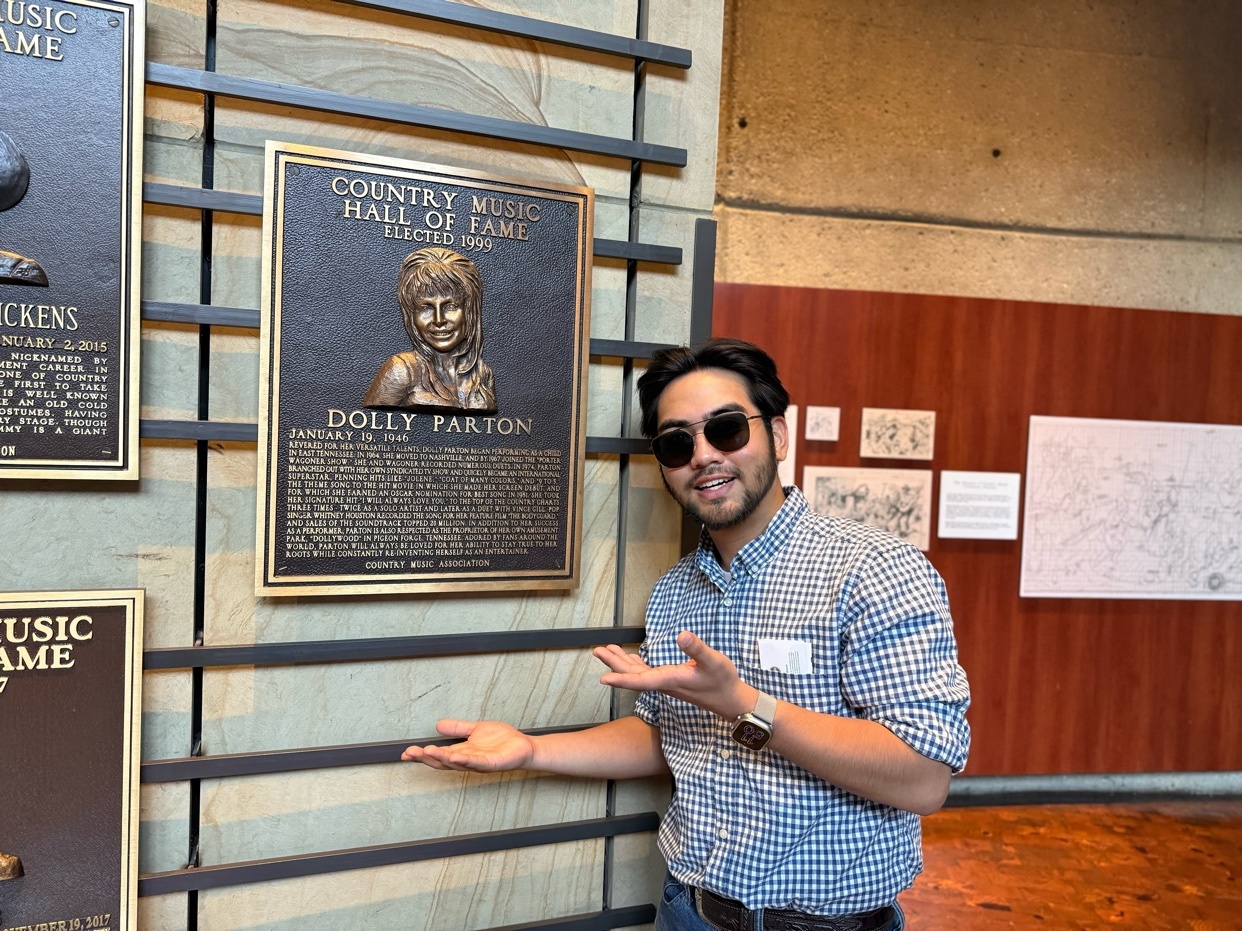 MUSIC
FAME
ICKENS
NUARY 2, 2015
NICKNAMED BY
MENT CAREER IN
ONE OF COUNTRY
E FIRST TO TAKE
IS WELL KNOWN
E AN OLD COLD
OSTUMES. HAVING
RY STAGE. THOUGH
MMY IS A GIANT
ON
COUNTRY MUSIC
HALL OF FAME
ELECTED 1999
DOLLY PARTON
JANUARY 19, 1946
REVERED FOR HER VERSATILE TALENTS, DOLLY PARTON BEGAN PERFORMING AS A CHILD
IN EAST TENNESSEE. IN 1964, SHE MOVED TO NASHVILLE, AND BY 1967 JOINED THE "PORTER
WAGONER SHOW." SHE AND WAGONER RECORDED NUMEROUS DUETS. IN 1974, PARTON
BRANCHED OUT WITH HER OWN SYNDICATED TV SHOW AND QUICKLY BECAME AN INTERNATIONAL
SUPERSTAR, PENNING HITS LIKE "JOLENE," "COAT OF MANY COLORS," AND "9 TO 5,"
THE THEME SONG TO THE HIT MOVIE IN WHICH SHE MADE HER SCREEN DEBUT, AND
FOR WHICH SHE EARNED AN OSCAR NOMINATION FOR BEST SONG IN 1981. SHE TOOK
HER SIGNATURE HIT "I WILL ALWAYS LOVE YOU," TO THE TOP OF THE COUNTRY CHARTS
THREE TIMES - TWICE AS A SOLO ARTIST AND LATER AS A DUET WITH VINCE GILL. POP
SINGER WHITNEY HOUSTON RECORDED THE SONG FOR HER FEATURE FILM "THE BODYGUARD,"
AND SALES OF THE SOUNDTRACK TOPPED 20 MILLION. IN ADDITION TO HER SUCCESS
AS A PERFORMER, PARTON IS ALSO RESPECTED AS THE PROPRIETOR OF HER OWN AMUSEMENT
PARK, "DOLLYWOOD" IN PIGEON FORGE, TENNESSEE. ADORED BY FANS AROUND THE
WORLD, PARTON WILL ALWAYS BE LOVED FOR HER ABILITY TO STAY TRUE TO HER
ROOTS WHILE CONSTANTLY RE-INVENTING HERSELF AS AN ENTERTAINER.
COUNTRY MUSIC ASSOCIATION
MUSIC
AME
7
VEMBER 19, 2017